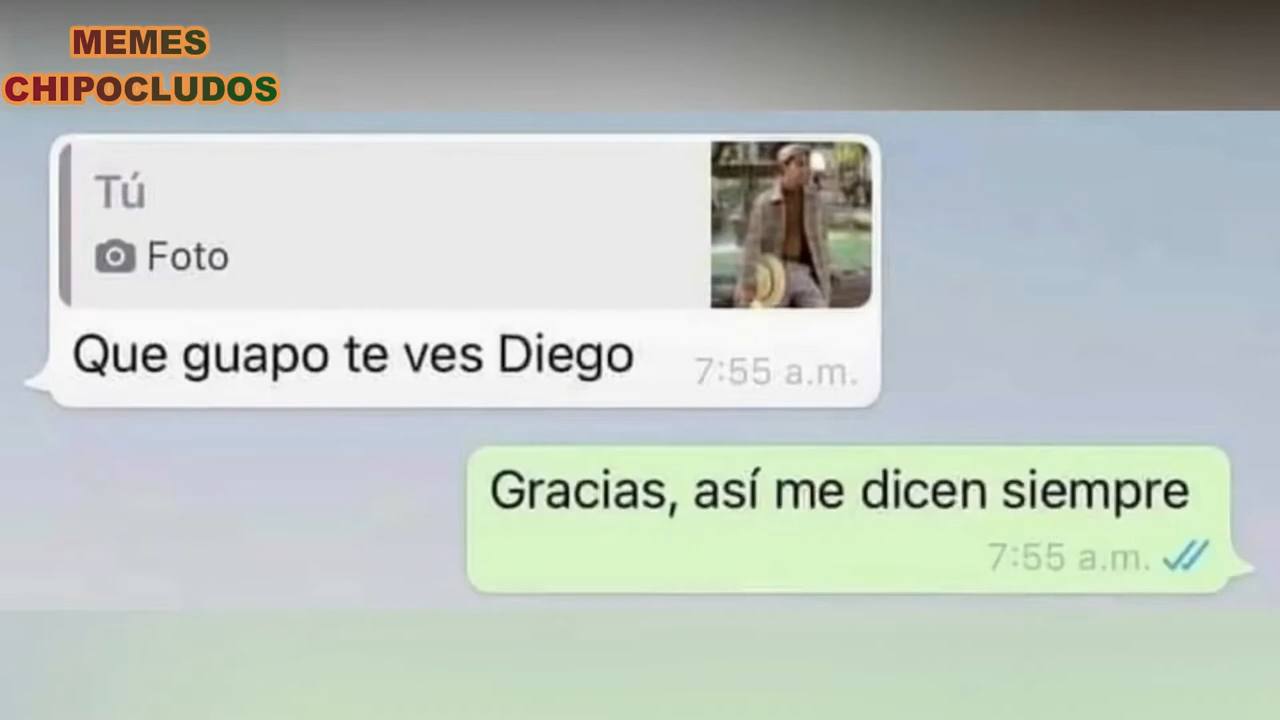 MEMES
CHIPOCLUDOS
Tú
Foto
Que guapo te ves Diego
7:55 a.m.
Gracias, así me dicen siempre
7:55 a.m.